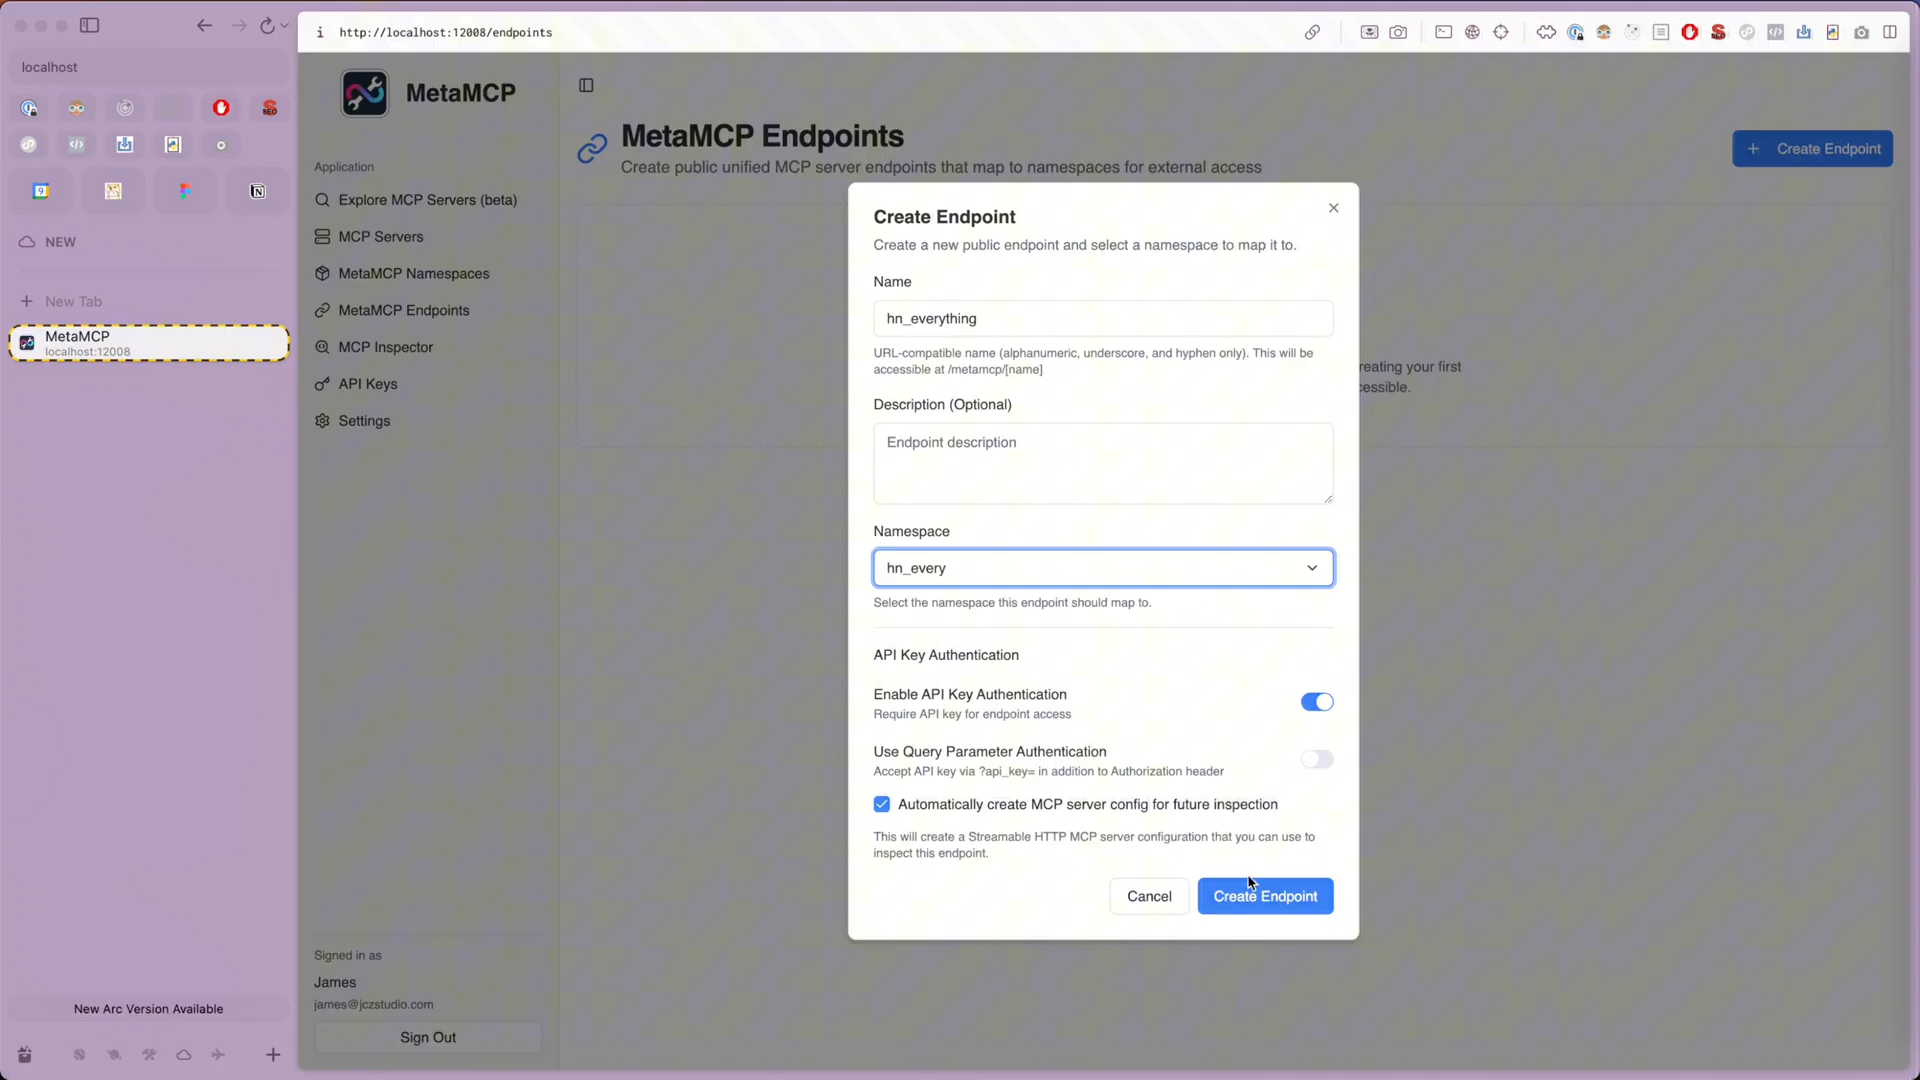 http://localhost:12008/endpoints
localhost
9
NEW
New Tab
MetaMCP
localhost:12008
New Arc Version Available
MetaMCP
Application
Explore MCP Servers (beta)
MCP Servers
MetaMCP Namespaces
MetaMCP Endpoints
MCP Inspector
API Keys
Settings
Signed in as
James
james@jczstudio.com
Sign Out
MetaMCP Endpoints
Create public unified MCP server endpoints that map to namespaces for external access
Create Endpoint
reating your first
cessible.
Create Endpoint
Create a new public endpoint and select a namespace to map it to.
Name
hn_everything
URL-compatible name (alphanumeric, underscore, and hyphen only). This will be
accessible at /metamcp/[name]
Description (Optional)
Endpoint description
Namespace
hn_every
Select the namespace this endpoint should map to.
API Key Authentication
Enable API Key Authentication
Require API key for endpoint access
Use Query Parameter Authentication
Accept API key via ?api_key= in addition to Authorization header
Automatically create MCP server config for future inspection
This will create a Streamable HTTP MCP server configuration that you can use to
inspect this endpoint.
Cancel
Create Endpoint